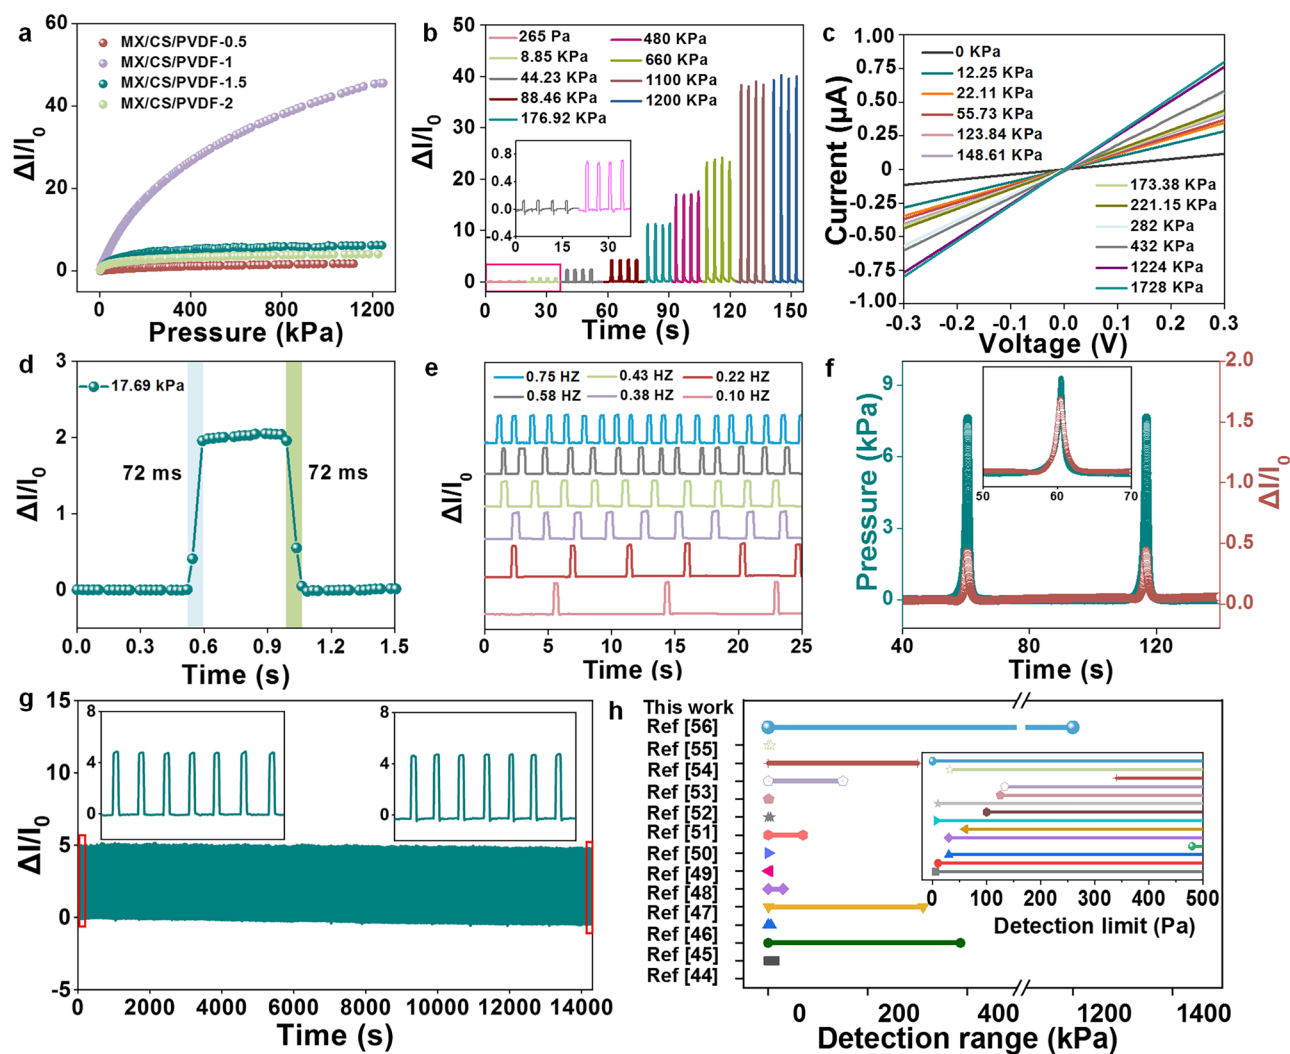 a
60
40
20
0
ΔI/I0
MX/CS/PVDF-0.5
MX/CS/PVDF-1
MX/CS/PVDF-1.5
MX/CS/PVDF-2
0 400 800 1200
Pressure (kPa)
b
50
40
30
20
10
0
ΔI/I0
265 Pa
8.85 KPa
44.23 KPa
88.46 KPa
176.92 KPa
480 KPa
660 KPa
1100 KPa
1200 KPa
0.8
0.4
0.0
-0.4
0 15 30
0 30 60 90 120 150
Time (s)
c
1.00
0.75
0.50
0.25
0
-0.25
-0.50
-0.75
-1.00
Current (μA)
0 KPa
12.25 KPa
22.11 KPa
55.73 KPa
123.84 KPa
148.61 KPa
173.38 KPa
221.15 KPa
282 KPa
432 KPa
1224 KPa
1728 KPa
-0.3 -0.2 -0.1 0.0 0.1 0.2 0.3
Voltage (V)
d
3
2
1
0
ΔI/I0
17.69 kPa
72 ms
72 ms
0.0 0.3 0.6 0.9 1.2 1.5
Time (s)
e
ΔI/I0
0.75 HZ
0.58 HZ
0.43 HZ
0.38 HZ
0.22 HZ
0.10 HZ
0 5 10 15 20 25
Time (s)
f
9
6
3
0
Pressure (kPa)
50 60 70
2.0
1.5
1.0
0.5
0.0
ΔI/I0
40 80 120
Time (s)
g
15
10
5
0
-5
ΔI/I0
8
4
0
8
4
0
0 2000 4000 6000 8000 10000 12000 14000
Time (s)
h
This work
Ref [56]
Ref [55]
Ref [54]
Ref [53]
Ref [52]
Ref [51]
Ref [50]
Ref [49]
Ref [48]
Ref [47]
Ref [46]
Ref [45]
Ref [44]
0 100 200 300 400 500
Detection limit (Pa)
0 200 400 1200 1400
Detection range (kPa)